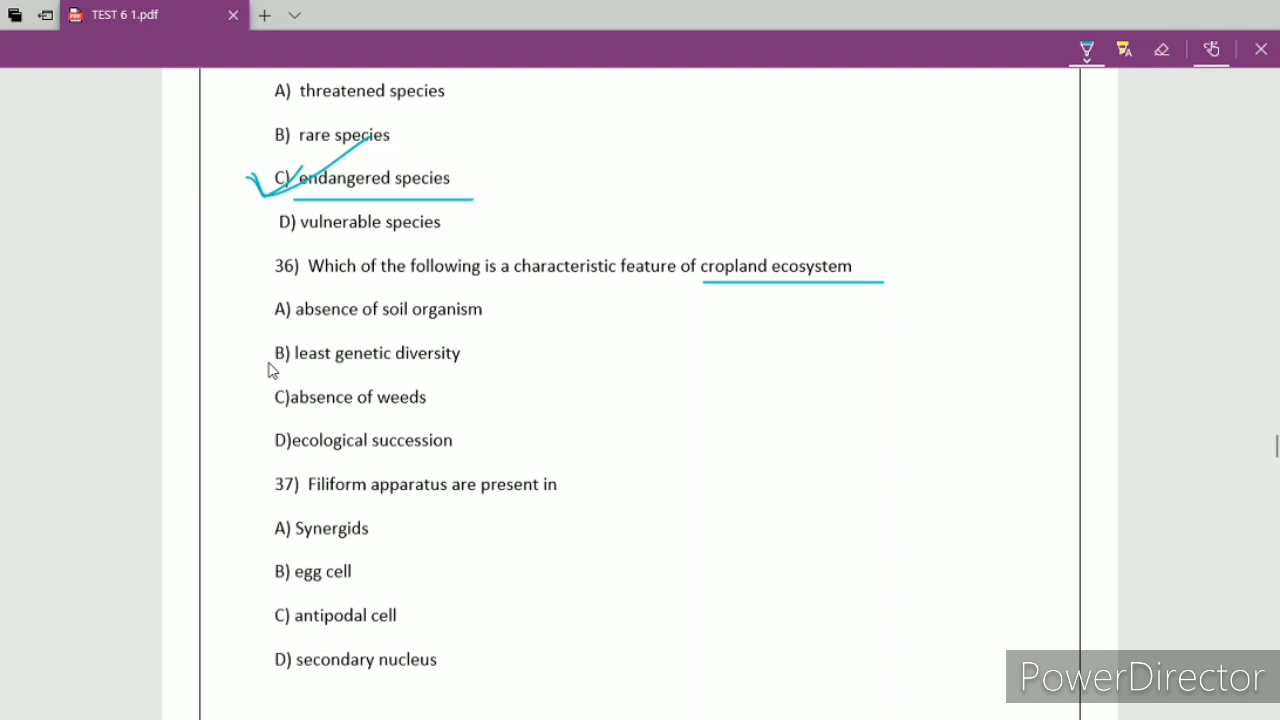 TEST 6 1.pdf
A) threatened species
B) rare species
C) endangered species
D) vulnerable species
36) Which of the following is a characteristic feature of cropland ecosystem
A) absence of soil organism
B) least genetic diversity
C)absence of weeds
D)ecological succession
37) Filiform apparatus are present in
A) Synergids
B) egg cell
C) antipodal cell
D) secondary nucleus
PowerDirector